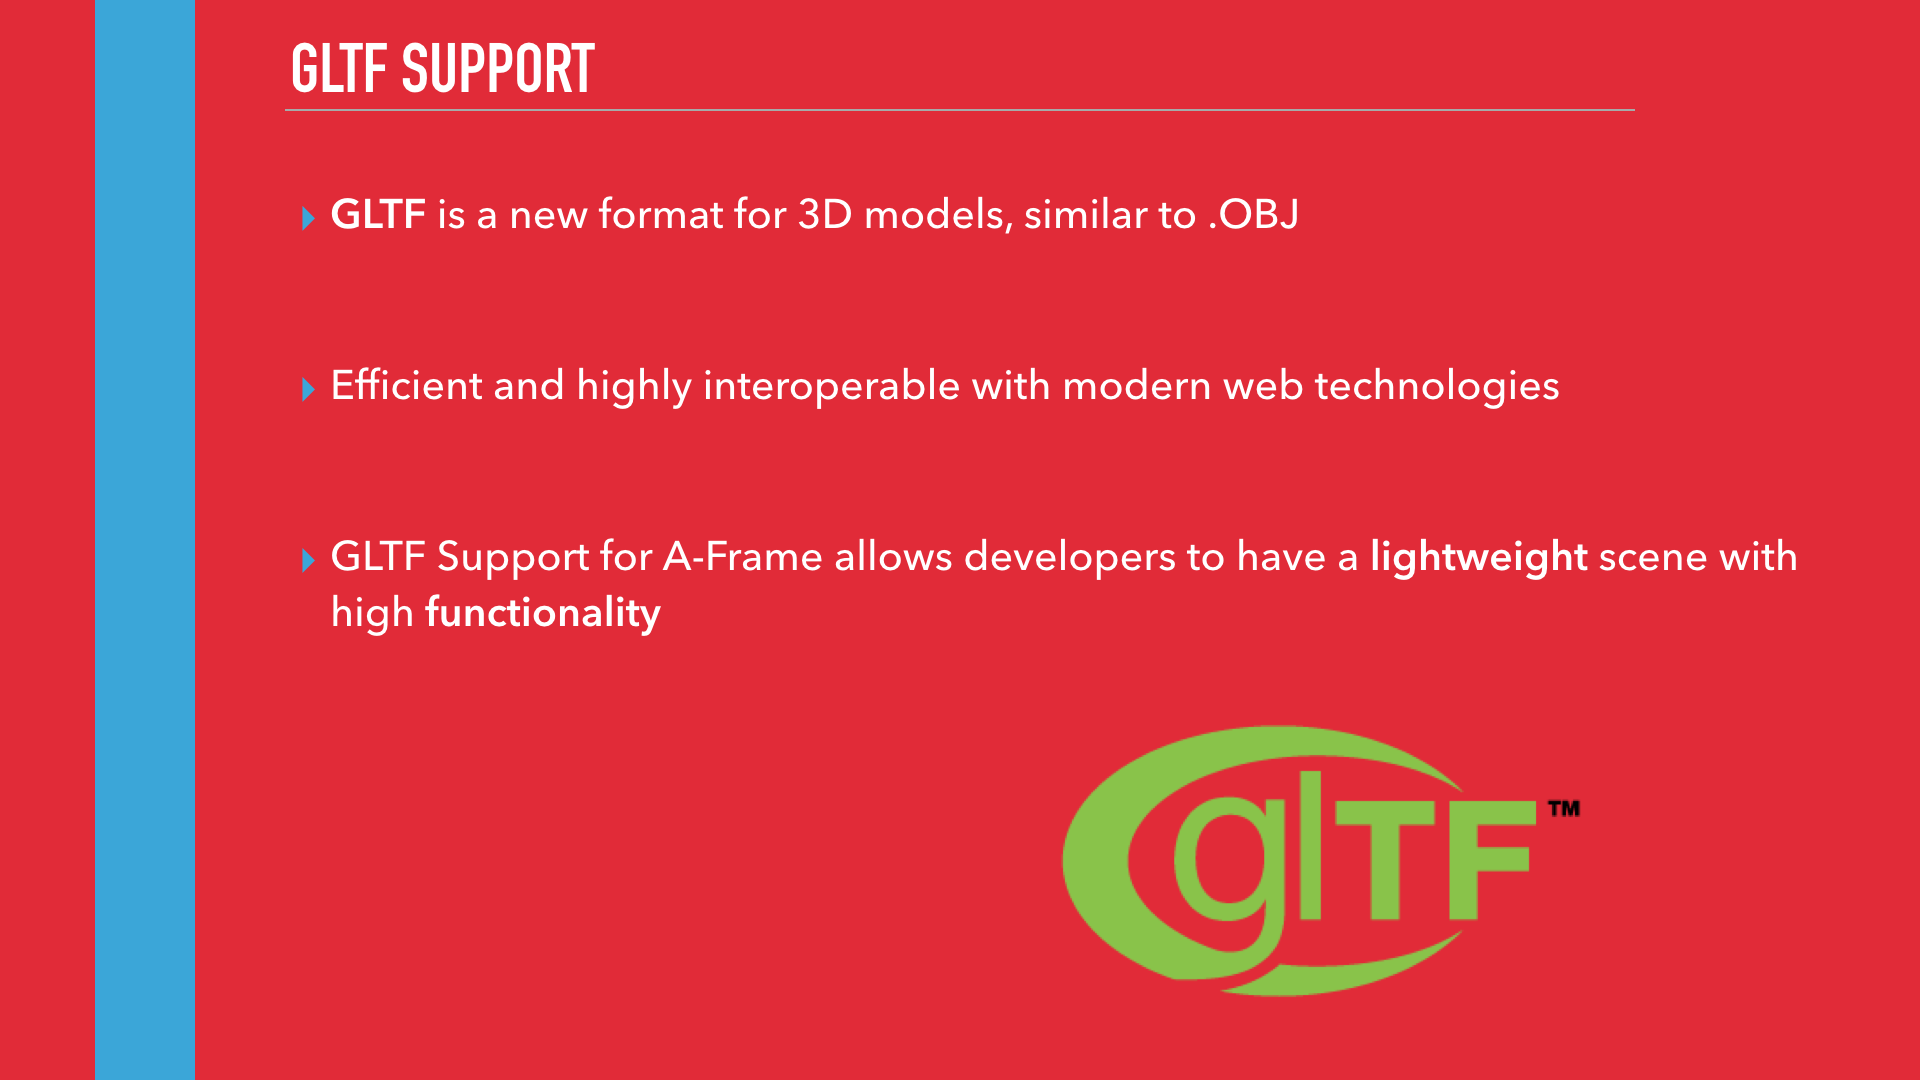 GLTF SUPPORT
▸ GLTF is a new format for 3D models, similar to .OBJ
▸ Efficient and highly interoperable with modern web technologies
▸ GLTF Support for A-Frame allows developers to have a lightweight scene with
high functionality
glTF™